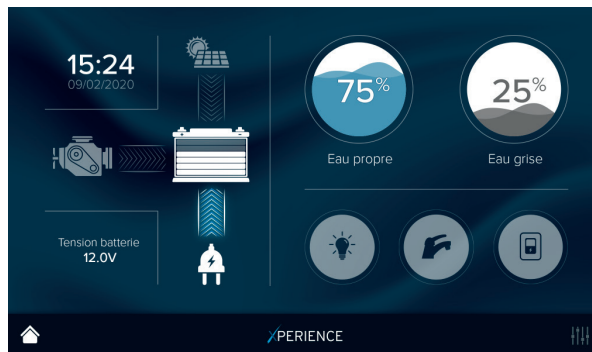 15:24
09/02/2020
75%
25%
Eau propre
Eau grise
Tension batterie
12.0V
XPERIENCE